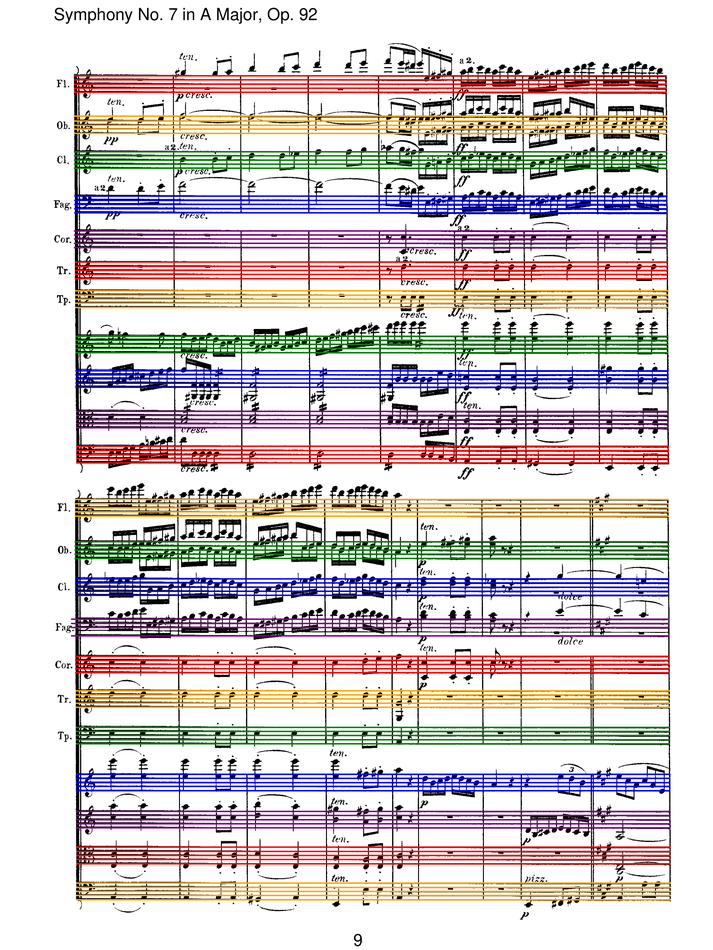 Symphony No. 7 in A Major, Op. 92
ten.
a 2.
Fl.
p cresc.
ff
ten.
Ob.
pp
cresc.
ff
a 2. ten.
Cl.
p cresc.
ff
ten.
a 2.
Fag.
pp
cresc.
ff
a 2.
Cor.
cresc.
ff
a 2.
Tr.
cresc.
ff
Tp.
cresc.
ff
ten.
cresc.
ff
ten.
cresc.
ff
ten.
cresc.
ff
cresc.
ff
Fl.
ten.
Ob.
p
ten.
Cl.
p
dolce
ten.
Fag.
p
dolce
ten.
Cor.
p
Tr.
Tp.
ten.
3
p
ten.
p
ten.
p
pizz.
ten.
p
9